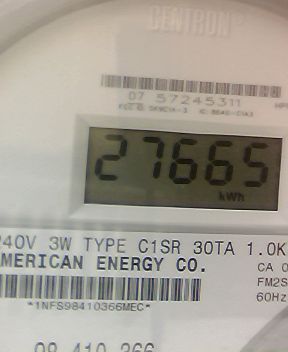 CENTRON®
07 57245311
27665
kWh
240V 3W TYPE C1SR 30TA 1.0K
AMERICAN ENERGY CO.
CA 0
FM2S
60Hz
*1NFS98410366MEC*
98 410 366